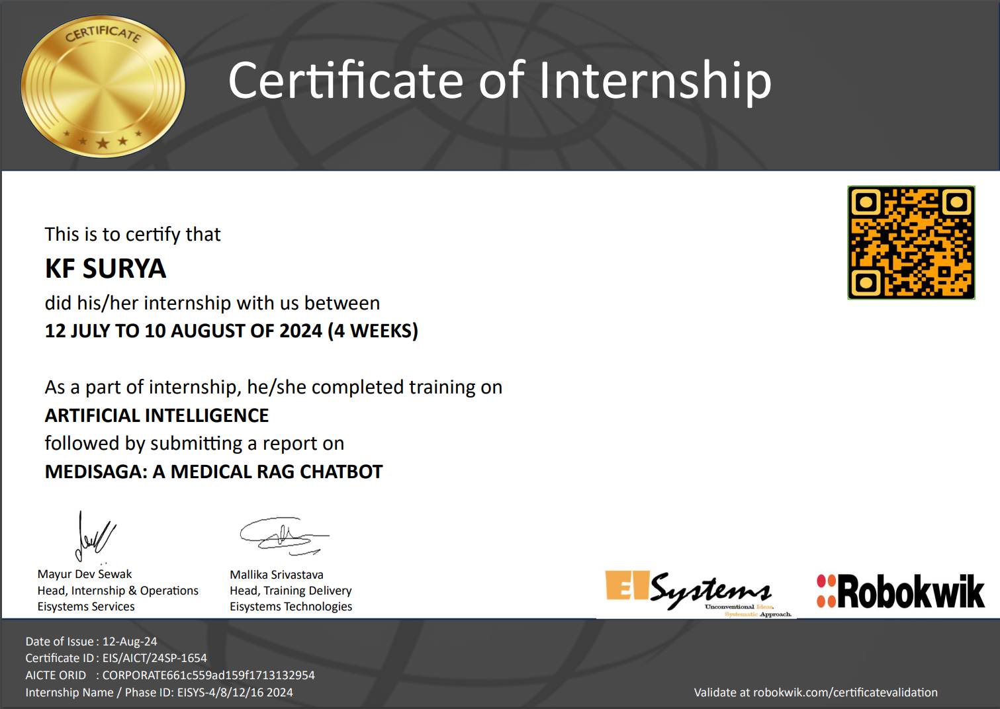 CERTIFICATE
Certificate of Internship
This is to certify that
KF SURYA
did his/her internship with us between
12 JULY TO 10 AUGUST OF 2024 (4 WEEKS)
As a part of internship, he/she completed training on
ARTIFICIAL INTELLIGENCE
followed by submitting a report on
MEDISAGA: A MEDICAL RAG CHATBOT
Mayur Dev Sewak
Head, Internship & Operations
Eisystems Services
Mallika Srivastava
Head, Training Delivery
Eisystems Technologies
EI Systems
Unconventional Ideas.
Systematic Approach.
Robokwik
Date of Issue : 12-Aug-24
Certificate ID : EIS/AICT/24SP-1654
AICTE ORID : CORPORATE661c559ad159f1713132954
Internship Name / Phase ID: EISYS-4/8/12/16 2024
Validate at robokwik.com/certificatevalidation